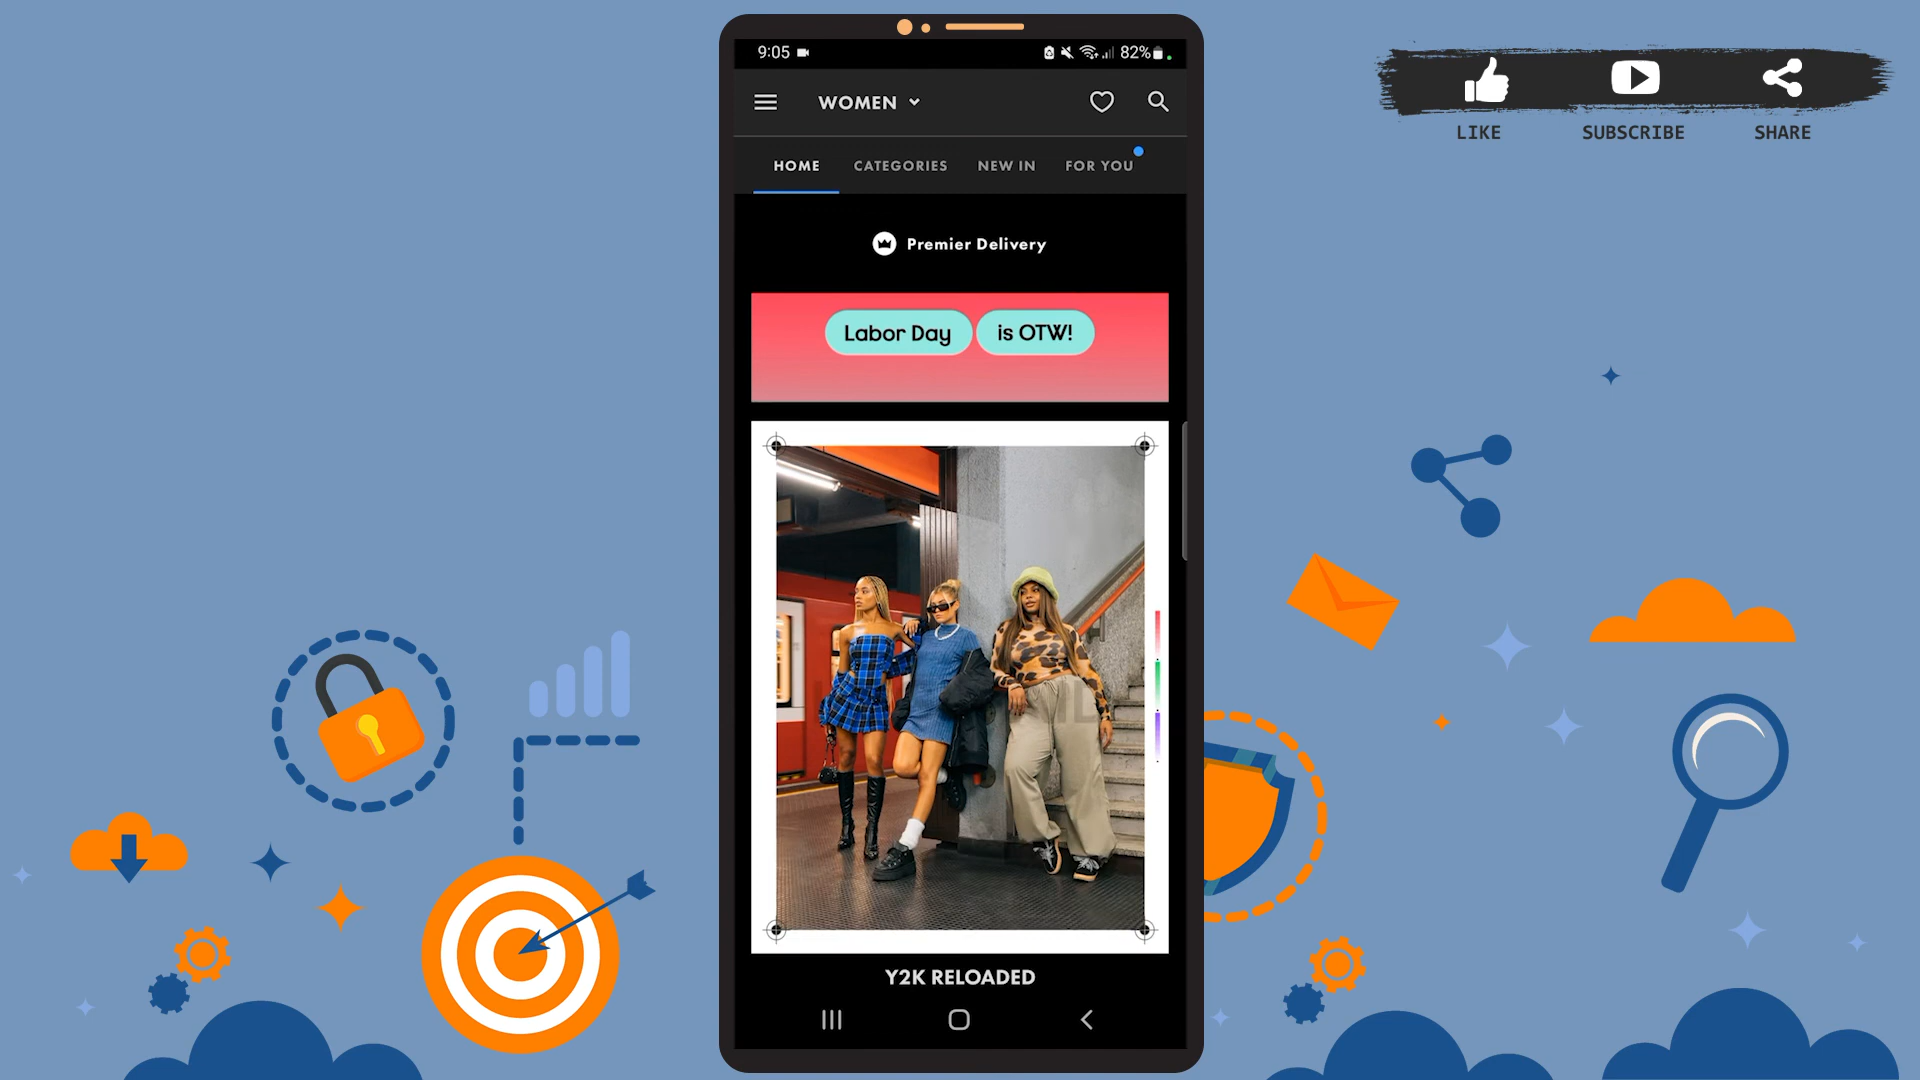 9:05
82%
WOMEN
HOME CATEGORIES NEW IN FOR YOU
Premier Delivery
Labor Day is OTW!
Y2K RELOADED
LIKE SUBSCRIBE SHARE